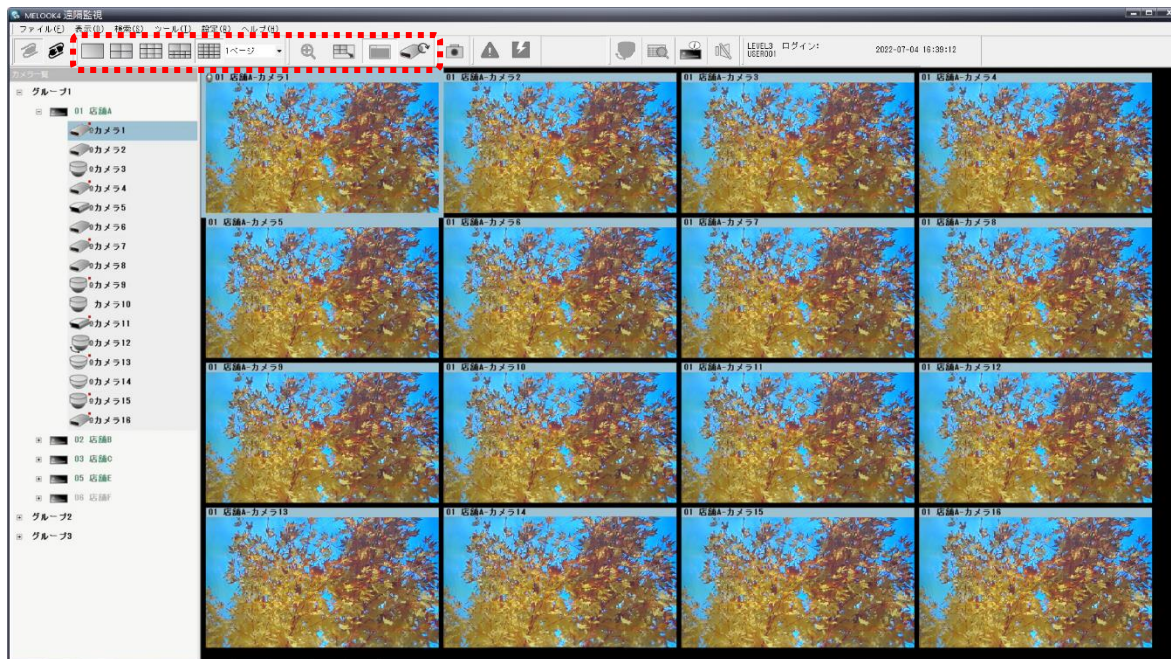 MELOOK4 遠隔監視
ファイル(F) 表示(D) 検索(S) ツール(T) 設定(R) ヘルプ(H)
1ページ
LEVEL3 ログイン:
USER001
2022-07-04 16:39:12
カメラ一覧
グループ1
01 店舗A
カメラ1
カメラ2
カメラ3
カメラ4
カメラ5
カメラ6
カメラ7
カメラ8
カメラ9
カメラ10
カメラ11
カメラ12
カメラ13
カメラ14
カメラ15
カメラ16
02 店舗B
03 店舗C
05 店舗E
06 店舗F
グループ2
グループ3
01 店舗A-カメラ1
01 店舗A-カメラ2
01 店舗A-カメラ3
01 店舗A-カメラ4
01 店舗A-カメラ5
01 店舗A-カメラ6
01 店舗A-カメラ7
01 店舗A-カメラ8
01 店舗A-カメラ9
01 店舗A-カメラ10
01 店舗A-カメラ11
01 店舗A-カメラ12
01 店舗A-カメラ13
01 店舗A-カメラ14
01 店舗A-カメラ15
01 店舗A-カメラ16